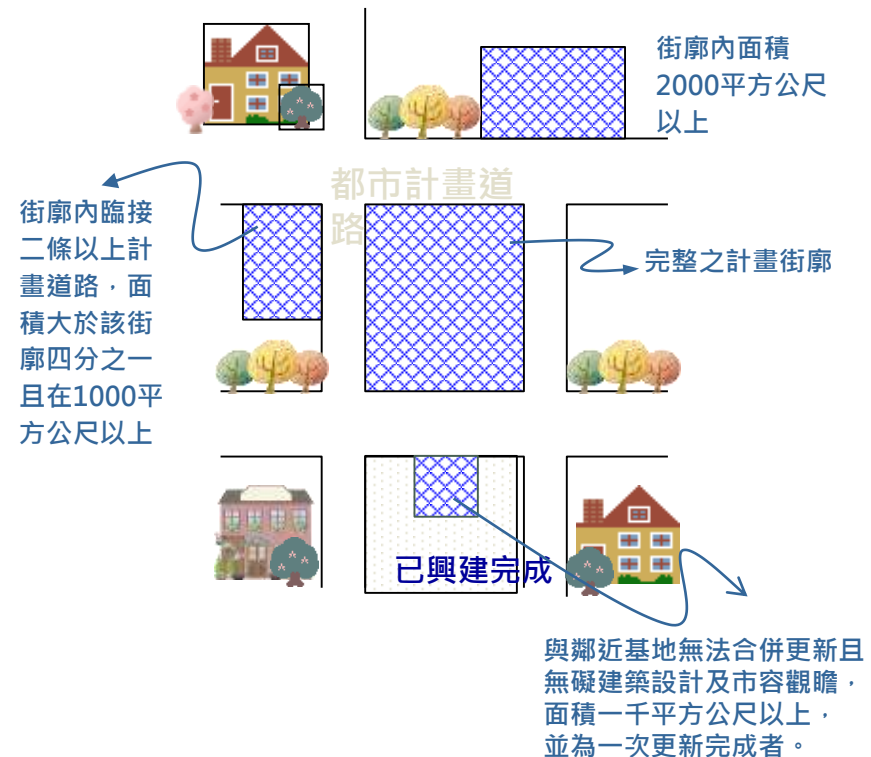 街廓內面積
2000平方公尺
以上
都市計畫道
路
街廓內臨接
二條以上計
畫道路，面
積大於該街
廓四分之一
且在1000平
方公尺以上
完整之計畫街廓
已興建完成
與鄰近基地無法合併更新且
無礙建築設計及市容觀瞻，
面積一千平方公尺以上，
並為一次更新完成者。